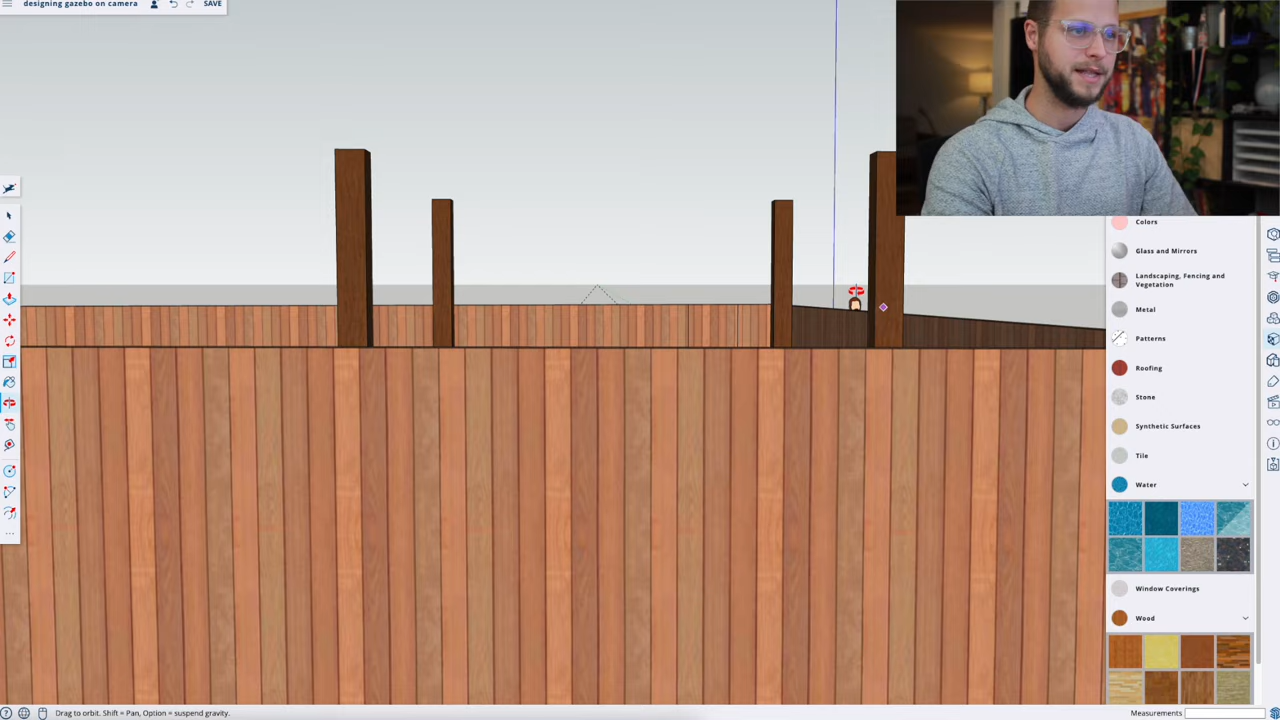 designing gazebo on camera
SAVE
Colors
Glass and Mirrors
Landscaping, Fencing and
Vegetation
Metal
Patterns
Roofing
Stone
Synthetic Surfaces
Tile
Water
Window Coverings
Wood
Drag to orbit. Shift = Pan, Option = suspend gravity.
Measurements